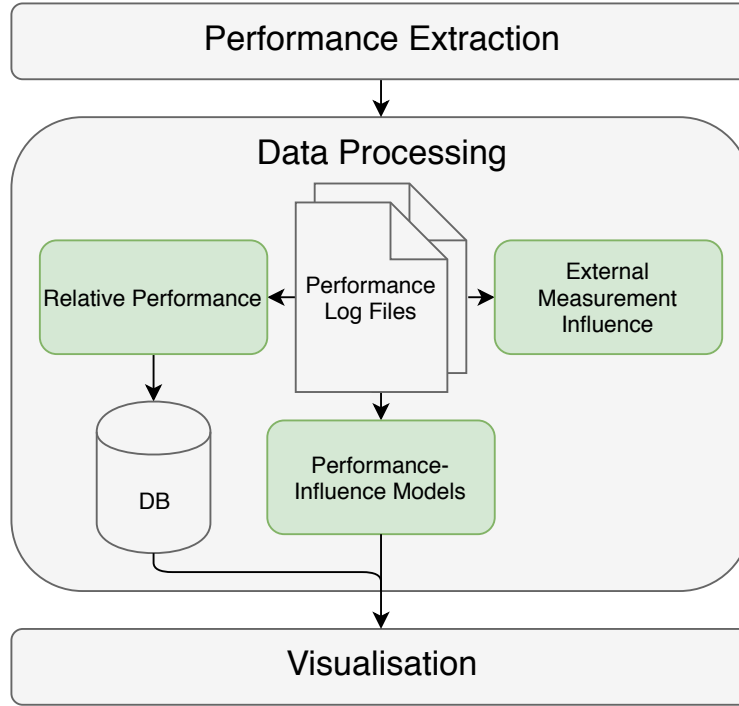 Performance Extraction
Data Processing
Relative Performance
Performance
Log Files
External
Measurement
Influence
DB
Performance-
Influence Models
Visualisation